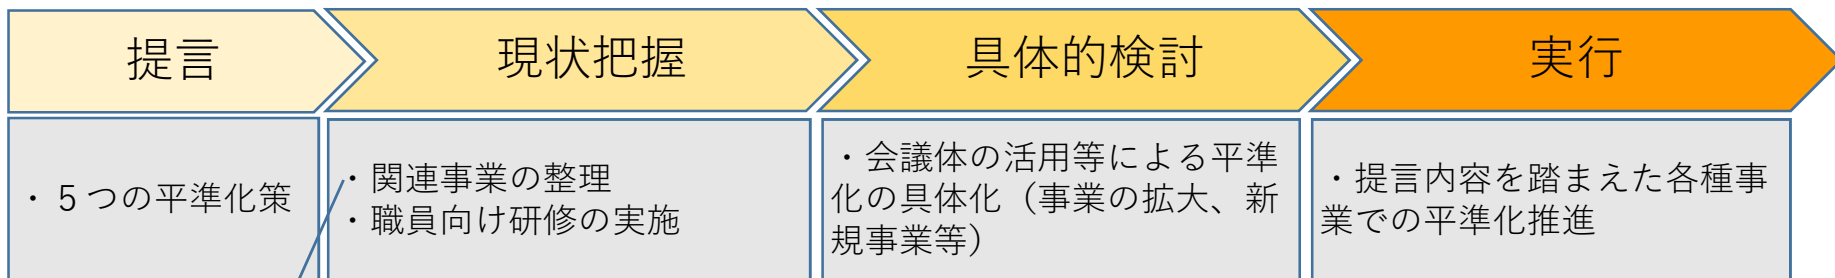 提言
現状把握
具体的検討
実行
・５つの平準化策
・関連事業の整理
・職員向け研修の実施
・会議体の活用等による平準
化の具体化（事業の拡大、新
規事業等）
・提言内容を踏まえた各種事
業での平準化推進